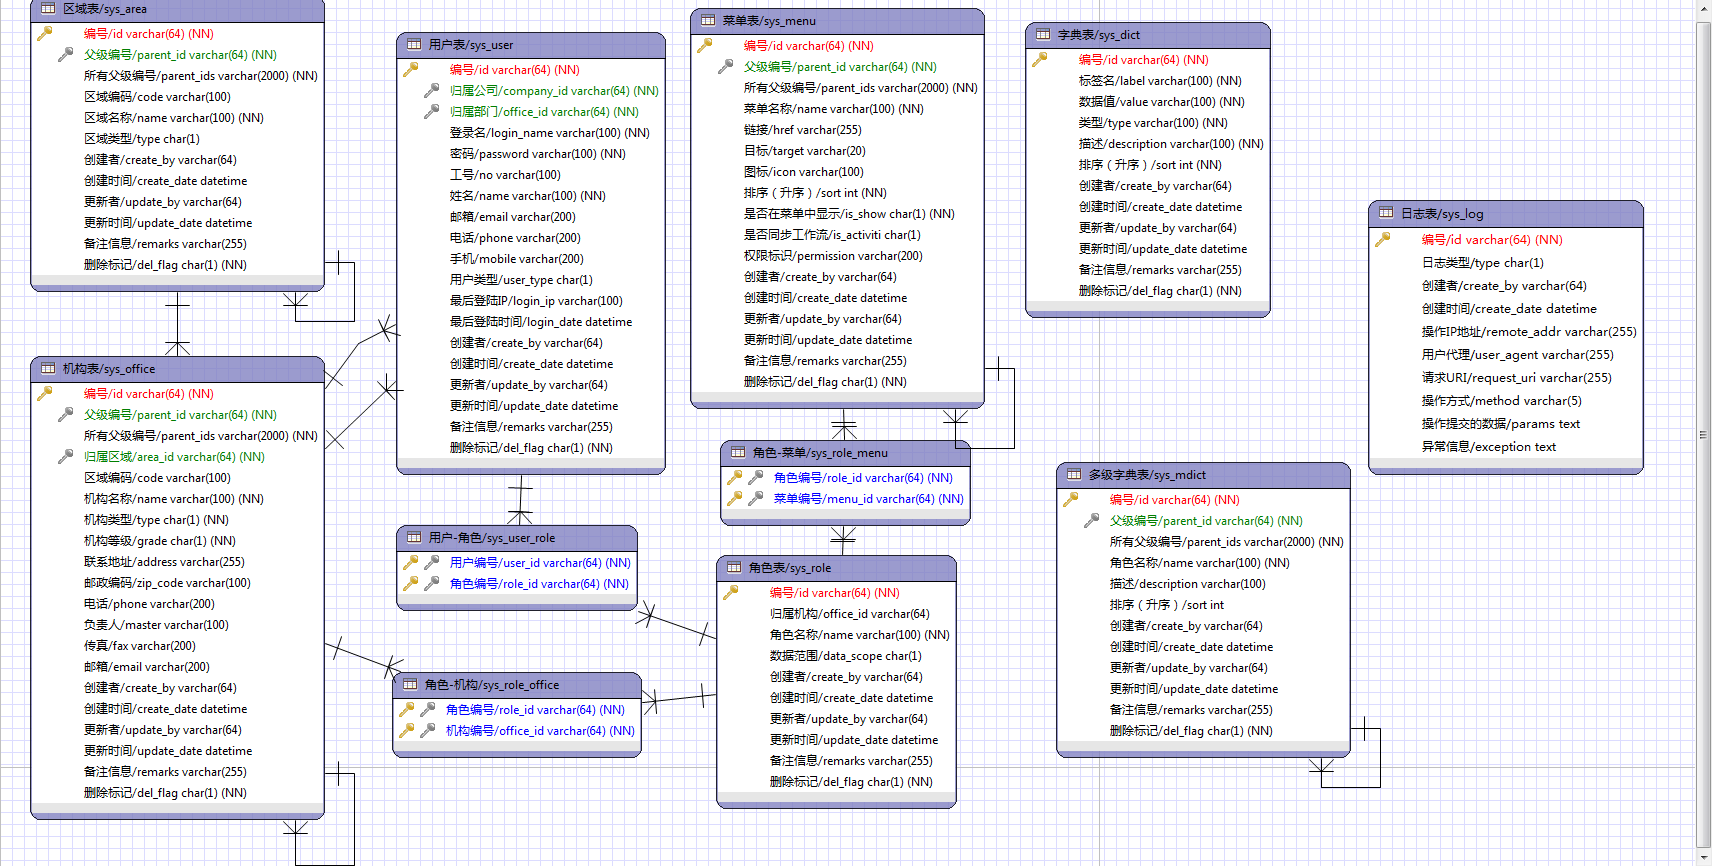 区域表/sys_area
编号/id varchar(64) (NN)
父级编号/parent_id varchar(64) (NN)
所有父级编号/parent_ids varchar(2000) (NN)
区域编码/code varchar(100)
区域名称/name varchar(100) (NN)
区域类型/type char(1)
创建者/create_by varchar(64)
创建时间/create_date datetime
更新者/update_by varchar(64)
更新时间/update_date datetime
备注信息/remarks varchar(255)
删除标记/del_flag char(1) (NN)
机构表/sys_office
编号/id varchar(64) (NN)
父级编号/parent_id varchar(64) (NN)
所有父级编号/parent_ids varchar(2000) (NN)
归属区域/area_id varchar(64) (NN)
区域编码/code varchar(100)
机构名称/name varchar(100) (NN)
机构类型/type char(1) (NN)
机构等级/grade char(1) (NN)
联系地址/address varchar(255)
邮政编码/zip_code varchar(100)
电话/phone varchar(200)
负责人/master varchar(100)
传真/fax varchar(200)
邮箱/email varchar(200)
创建者/create_by varchar(64)
创建时间/create_date datetime
更新者/update_by varchar(64)
更新时间/update_date datetime
备注信息/remarks varchar(255)
删除标记/del_flag char(1) (NN)
用户表/sys_user
编号/id varchar(64) (NN)
归属公司/company_id varchar(64) (NN)
归属部门/office_id varchar(64) (NN)
登录名/login_name varchar(100) (NN)
密码/password varchar(100) (NN)
工号/no varchar(100)
姓名/name varchar(100) (NN)
邮箱/email varchar(200)
电话/phone varchar(200)
手机/mobile varchar(200)
用户类型/user_type char(1)
最后登陆IP/login_ip varchar(100)
最后登陆时间/login_date datetime
创建者/create_by varchar(64)
创建时间/create_date datetime
更新者/update_by varchar(64)
更新时间/update_date datetime
备注信息/remarks varchar(255)
删除标记/del_flag char(1) (NN)
用户-角色/sys_user_role
用户编号/user_id varchar(64) (NN)
角色编号/role_id varchar(64) (NN)
角色-机构/sys_role_office
角色编号/role_id varchar(64) (NN)
机构编号/office_id varchar(64) (NN)
菜单表/sys_menu
编号/id varchar(64) (NN)
父级编号/parent_id varchar(64) (NN)
所有父级编号/parent_ids varchar(2000) (NN)
菜单名称/name varchar(100) (NN)
链接/href varchar(255)
目标/target varchar(20)
图标/icon varchar(100)
排序（升序）/sort int (NN)
是否在菜单中显示/is_show char(1) (NN)
是否同步工作流/is_activiti char(1)
权限标识/permission varchar(200)
创建者/create_by varchar(64)
创建时间/create_date datetime
更新者/update_by varchar(64)
更新时间/update_date datetime
备注信息/remarks varchar(255)
删除标记/del_flag char(1) (NN)
角色-菜单/sys_role_menu
角色编号/role_id varchar(64) (NN)
菜单编号/menu_id varchar(64) (NN)
角色表/sys_role
编号/id varchar(64) (NN)
归属机构/office_id varchar(64)
角色名称/name varchar(100) (NN)
数据范围/data_scope char(1)
创建者/create_by varchar(64)
创建时间/create_date datetime
更新者/update_by varchar(64)
更新时间/update_date datetime
备注信息/remarks varchar(255)
删除标记/del_flag char(1) (NN)
字典表/sys_dict
编号/id varchar(64) (NN)
标签名/label varchar(100) (NN)
数据值/value varchar(100) (NN)
类型/type varchar(100) (NN)
描述/description varchar(100) (NN)
排序（升序）/sort int (NN)
创建者/create_by varchar(64)
创建时间/create_date datetime
更新者/update_by varchar(64)
更新时间/update_date datetime
备注信息/remarks varchar(255)
删除标记/del_flag char(1) (NN)
多级字典表/sys_mdict
编号/id varchar(64) (NN)
父级编号/parent_id varchar(64) (NN)
所有父级编号/parent_ids varchar(2000) (NN)
角色名称/name varchar(100) (NN)
描述/description varchar(100)
排序（升序）/sort int
创建者/create_by varchar(64)
创建时间/create_date datetime
更新者/update_by varchar(64)
更新时间/update_date datetime
备注信息/remarks varchar(255)
删除标记/del_flag char(1) (NN)
日志表/sys_log
编号/id varchar(64) (NN)
日志类型/type char(1)
创建者/create_by varchar(64)
创建时间/create_date datetime
操作IP地址/remote_addr varchar(255)
用户代理/user_agent varchar(255)
请求URI/request_uri varchar(255)
操作方式/method varchar(5)
操作提交的数据/params text
异常信息/exception text